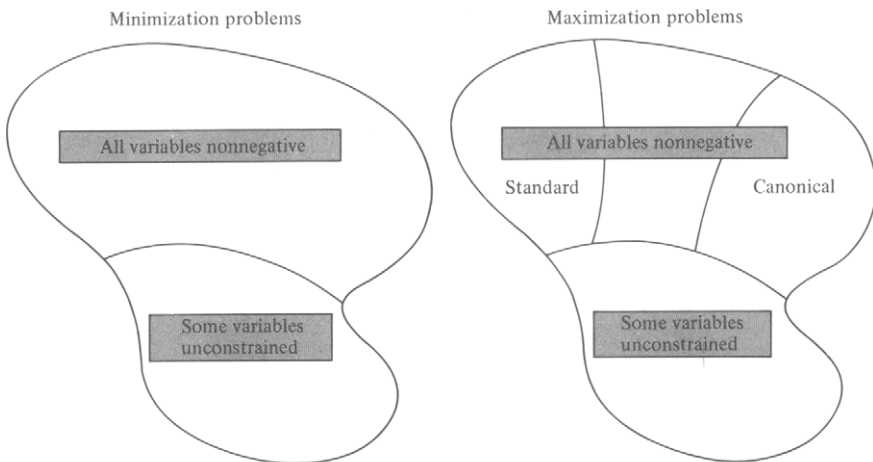 Minimization problems
Maximization problems
All variables nonnegative
All variables nonnegative
Standard
Canonical
Some variables
unconstrained
Some variables
unconstrained